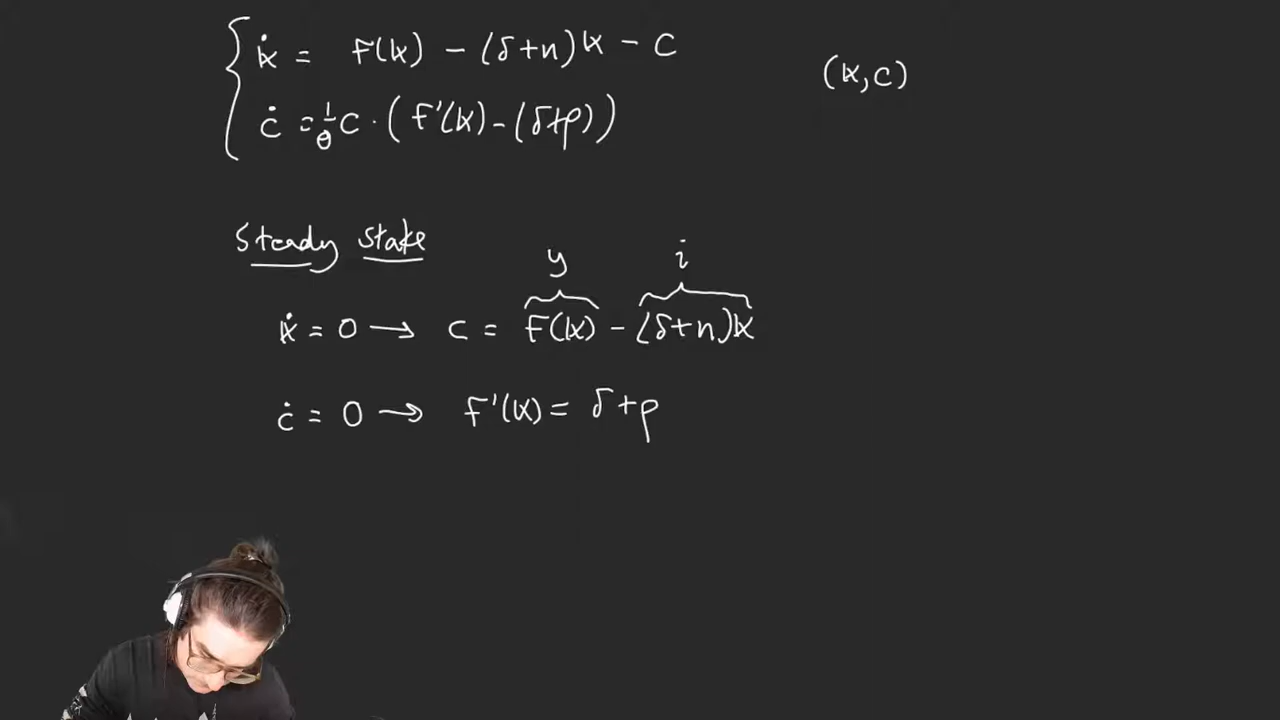 k̇ = F(k) - (δ+n)k - c
(k,c)
ċ = 1/θ c · (F'(k) - (δ+ρ))
Steady state
y i
k̇ = 0 → c = F(k) - (δ+n)k
ċ = 0 → F'(k) = δ+ρ